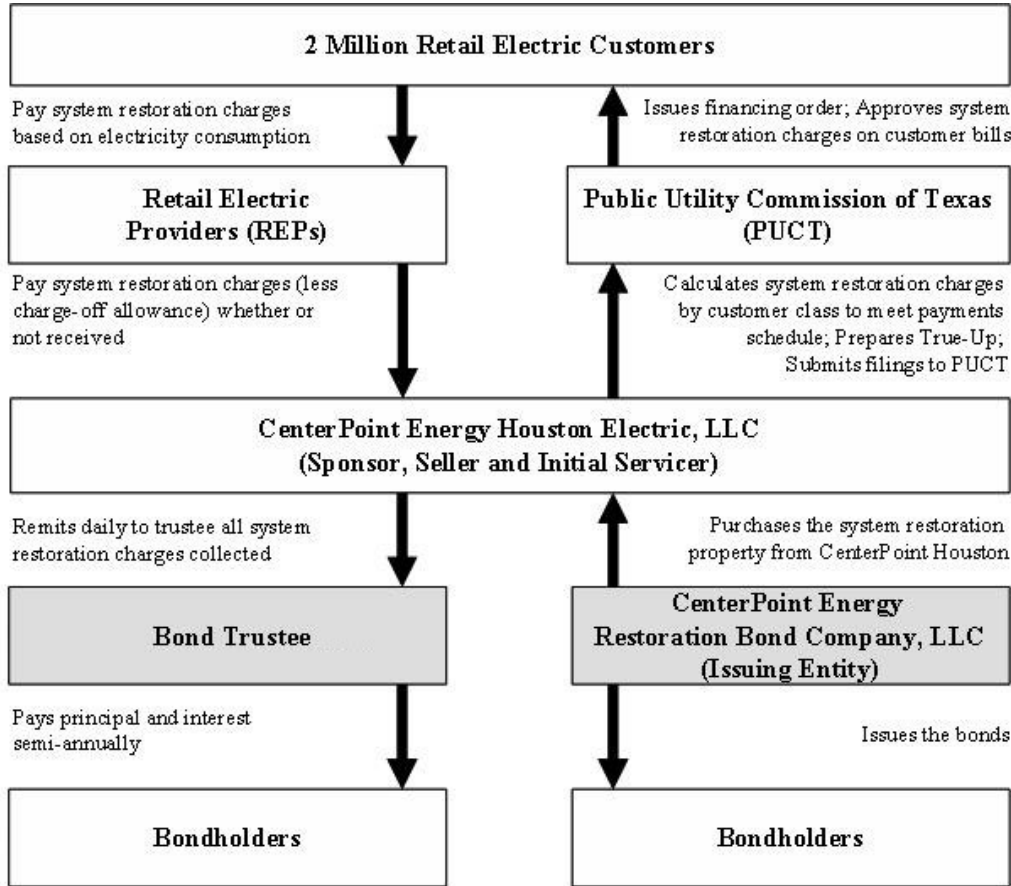 2 Million Retail Electric Customers
Pay system restoration charges
based on electricity consumption
Issues financing order; Approves system
restoration charges on customer bills
Retail Electric
Providers (REPs)
Public Utility Commission of Texas
(PUCT)
Pay system restoration charges (less
charge-off allowance) whether or
not received
Calculates system restoration charges
by customer class to meet payments
schedule; Prepares True-Up;
Submits filings to PUCT
CenterPoint Energy Houston Electric, LLC
(Sponsor, Seller and Initial Servicer)
Remits daily to trustee all system
restoration charges collected
Purchases the system restoration
property from CenterPoint Houston
Bond Trustee
CenterPoint Energy
Restoration Bond Company, LLC
(Issuing Entity)
Pays principal and interest
semi-annually
Issues the bonds
Bondholders
Bondholders